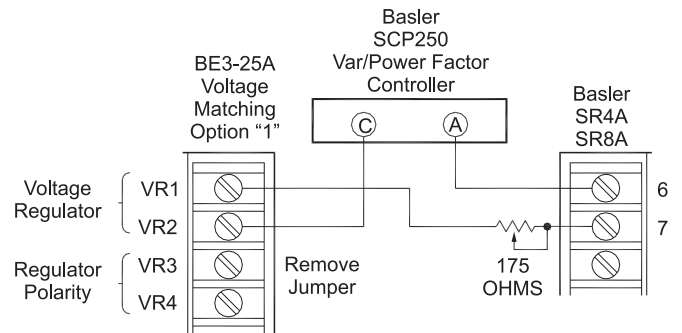 Basler
SCP250
Var/Power Factor
Controller
BE3-25A
Voltage
Matching
Option “1”
Basler
SR4A
SR8A
C
A
Voltage
Regulator
VR1
VR2
6
7
Regulator
Polarity
VR3
VR4
Remove
Jumper
175
OHMS